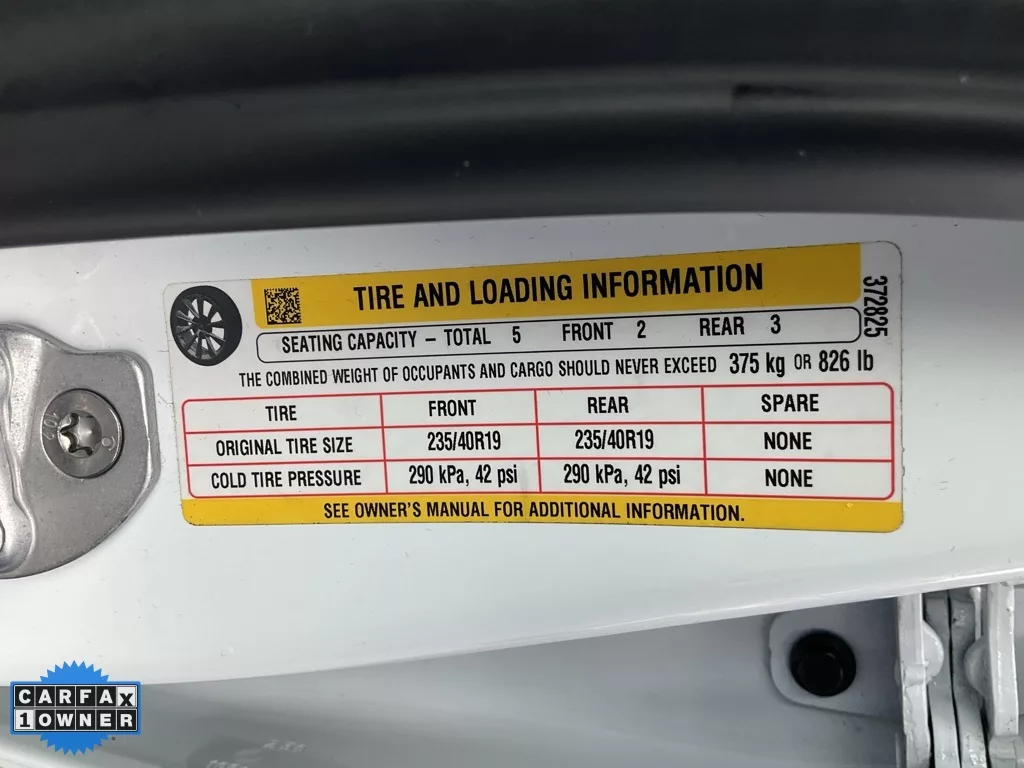 TIRE AND LOADING INFORMATION
372825
SEATING CAPACITY – TOTAL 5 FRONT 2 REAR 3
THE COMBINED WEIGHT OF OCCUPANTS AND CARGO SHOULD NEVER EXCEED 375 kg OR 826 lb
TIRE FRONT REAR SPARE
ORIGINAL TIRE SIZE 235/40R19 235/40R19 NONE
COLD TIRE PRESSURE 290 kPa, 42 psi 290 kPa, 42 psi NONE
SEE OWNER'S MANUAL FOR ADDITIONAL INFORMATION.
CARFAX
1 OWNER